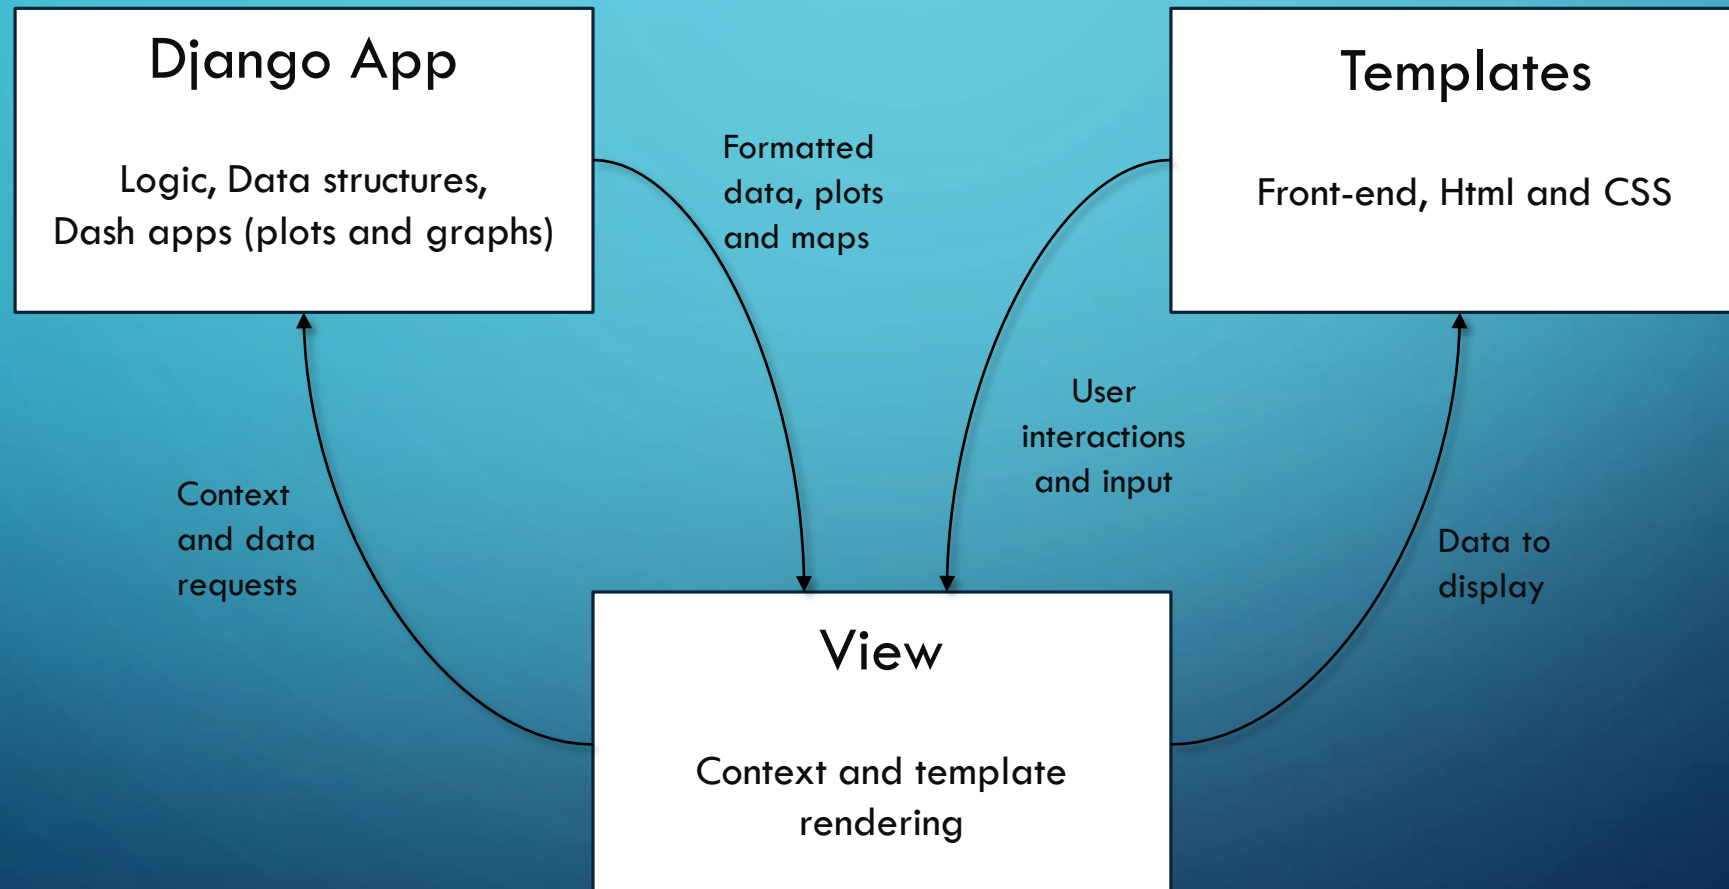 Django App
Logic, Data structures,
Dash apps (plots and graphs)
Templates
Front-end, Html and CSS
Formatted
data, plots
and maps
User
interactions
and input
Context
and data
requests
Data to
display
View
Context and template
rendering